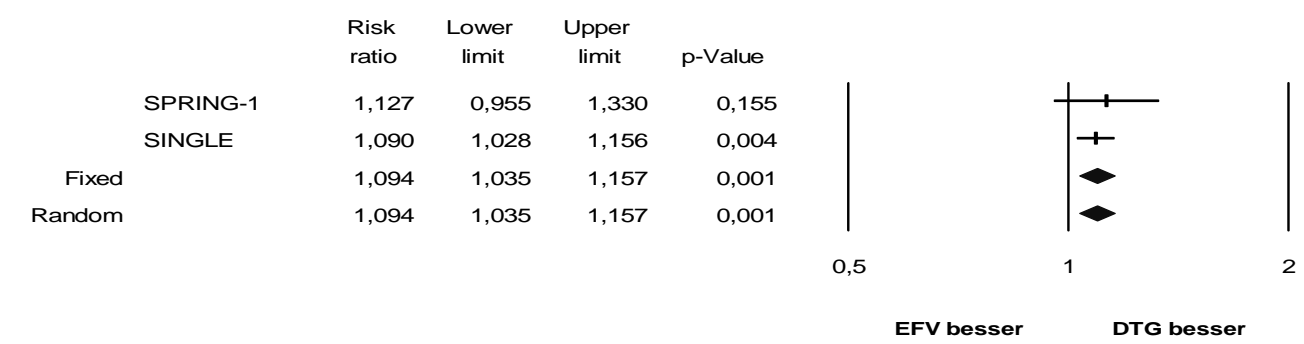 Risk Lower Upper
ratio limit limit p-Value
SPRING-1 1,127 0,955 1,330 0,155
SINGLE 1,090 1,028 1,156 0,004
Fixed 1,094 1,035 1,157 0,001
Random 1,094 1,035 1,157 0,001
0,5 1 2
EFV besser DTG besser